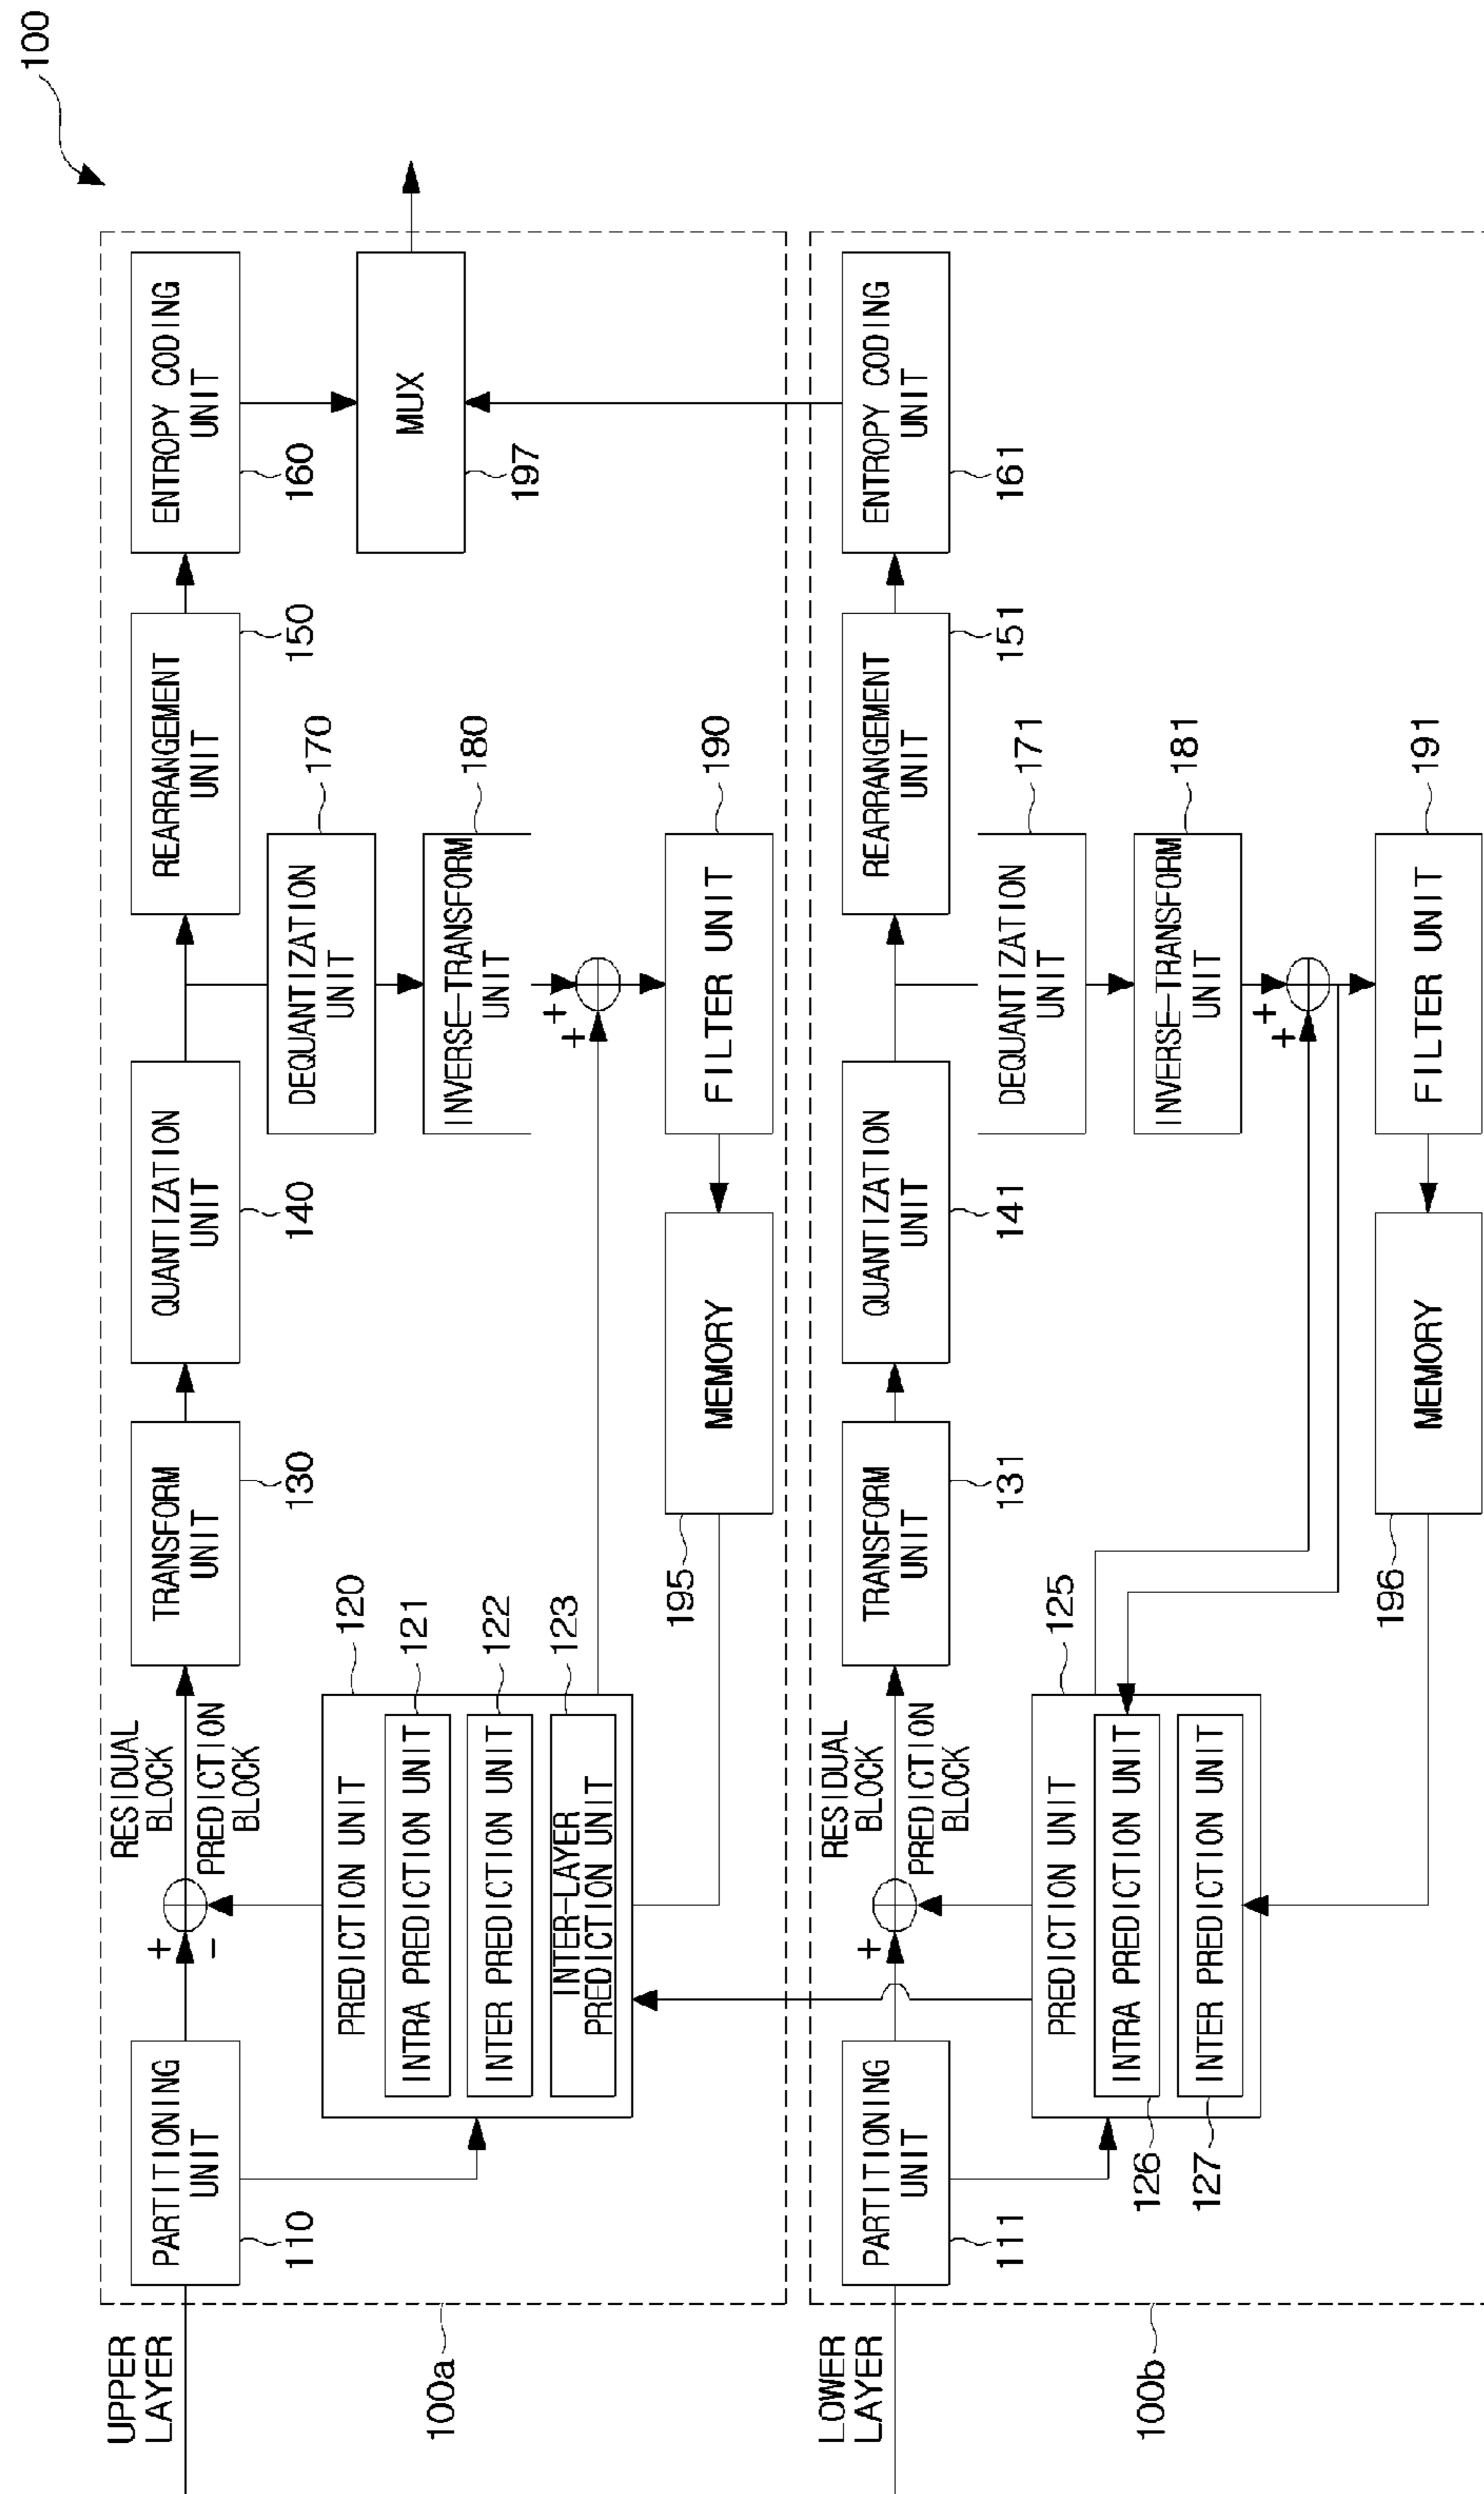 100
UPPER
LAYER
100a
PARTITIONING
UNIT
110
+
-
RESIDUAL
BLOCK
PREDICTION
BLOCK
TRANSFORM
UNIT
130
QUANTIZATION
UNIT
140
REARRANGEMENT
UNIT
150
ENTROPY CODING
UNIT
160
MUX
197
PREDICTION UNIT
120
INTRA PREDICTION UNIT
121
INTER PREDICTION UNIT
122
INTER-LAYER
PREDICTION UNIT
123
DEQUANTIZATION
UNIT
170
INVERSE-TRANSFORM
UNIT
180
+
+
FILTER UNIT
190
MEMORY
195
LOWER
LAYER
100b
PARTITIONING
UNIT
111
+
RESIDUAL
BLOCK
PREDICTION
BLOCK
TRANSFORM
UNIT
131
QUANTIZATION
UNIT
141
REARRANGEMENT
UNIT
151
ENTROPY CODING
UNIT
161
PREDICTION UNIT
125
INTRA PREDICTION UNIT
126
INTER PREDICTION UNIT
127
DEQUANTIZATION
UNIT
171
INVERSE-TRANSFORM
UNIT
181
+
+
FILTER UNIT
191
MEMORY
196